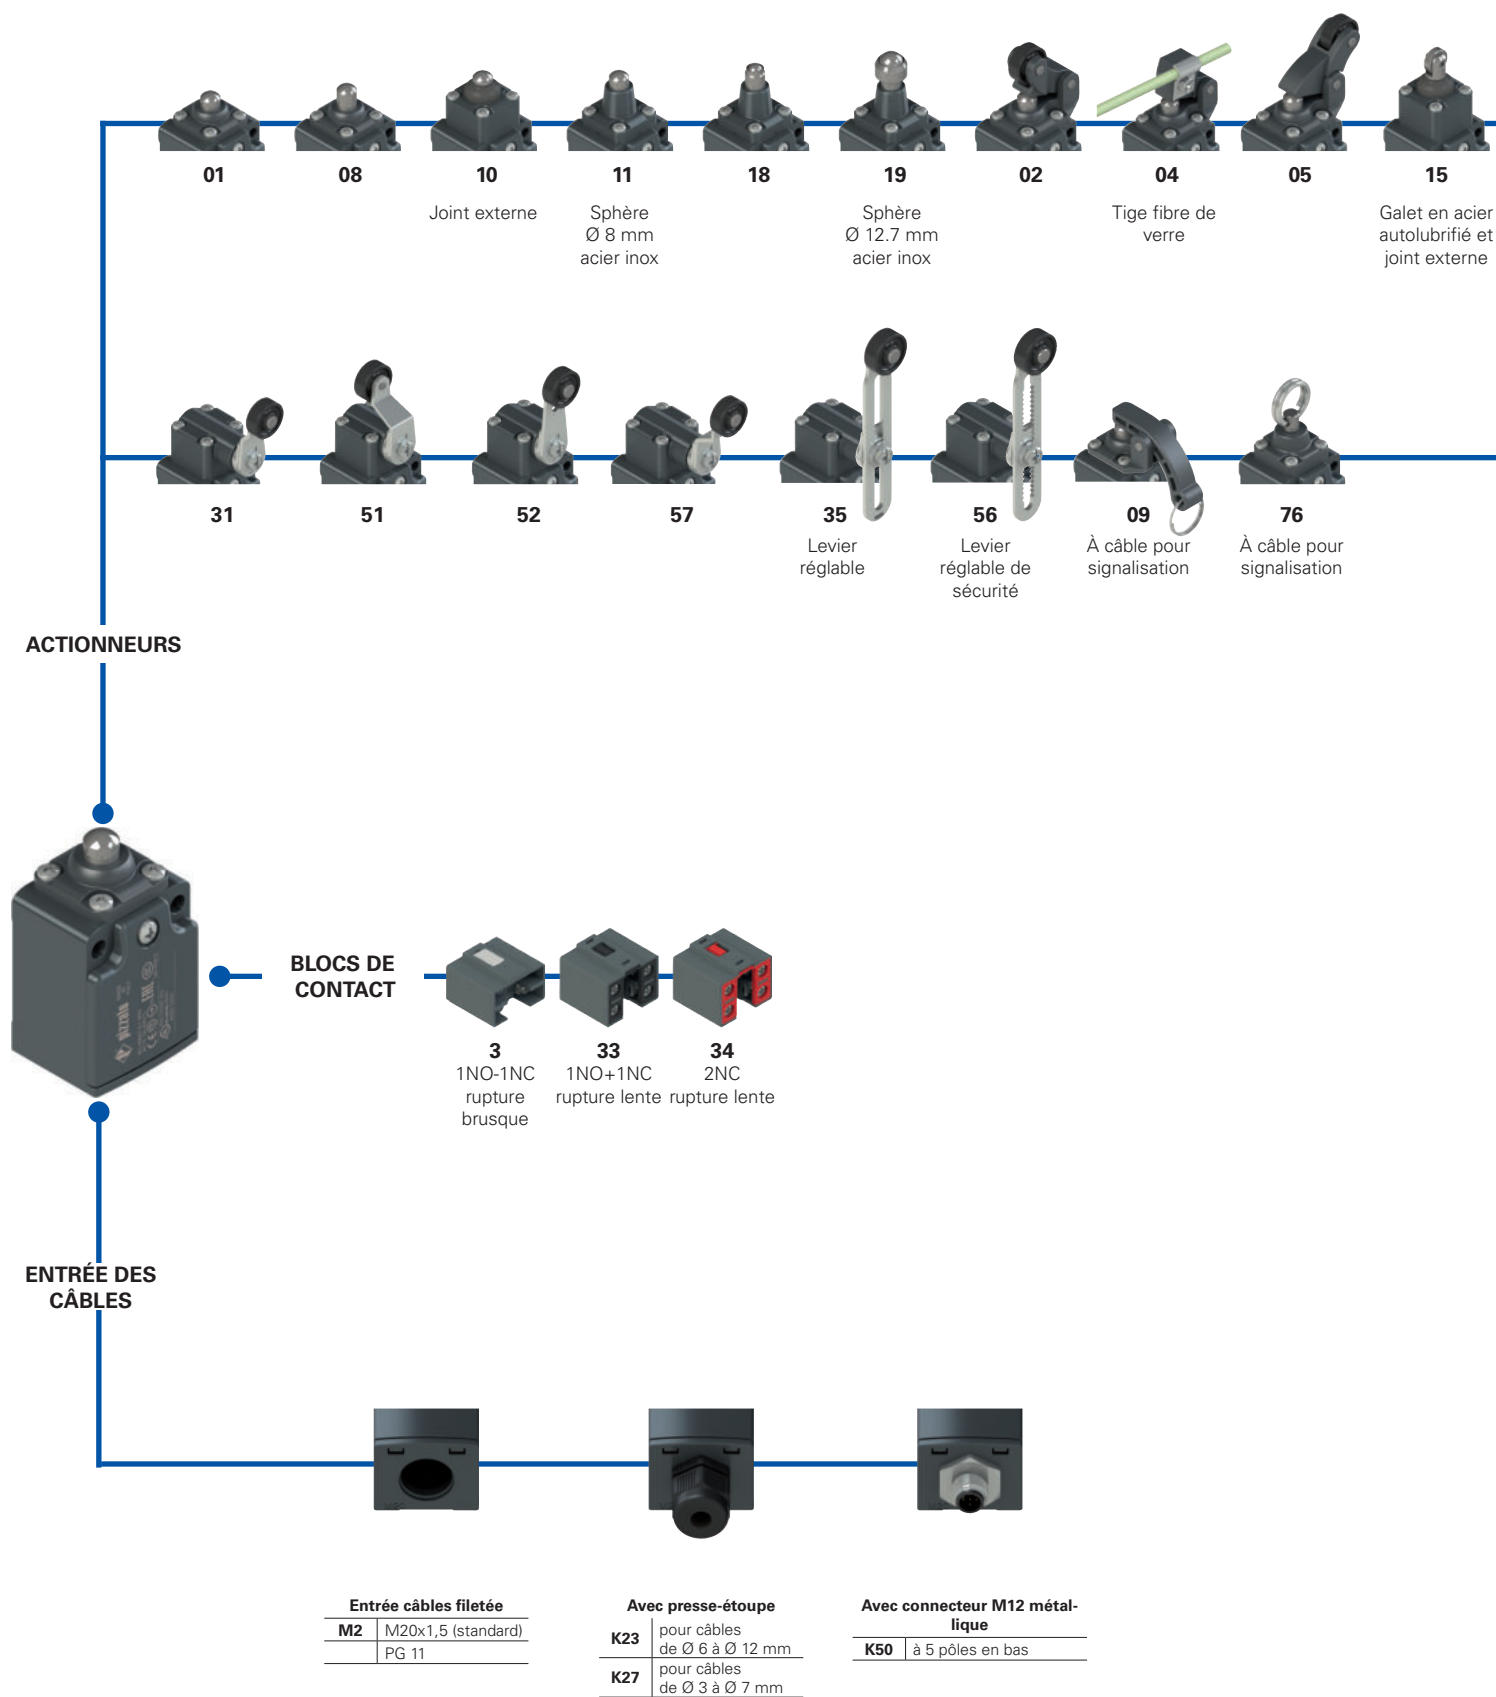 01 08 10 11 18 19 02 04 05 15
Joint externe
Sphère
Ø 8 mm
acier inox
Sphère
Ø 12.7 mm
acier inox
Tige fibre de
verre
Galet en acier
autolubrifié et
joint externe
31 51 52 57 35 56 09 76
Levier
réglable
Levier
réglable de
sécurité
À câble pour
signalisation
À câble pour
signalisation
ACTIONNEURS
pizzato
BLOCS DE
CONTACT
3
1NO-1NC
rupture
brusque
33
1NO+1NC
rupture lente
34
2NC
rupture lente
ENTRÉE DES
CÂBLES
Entrée câbles filetée
M2 M20x1,5 (standard)
PG 11
Avec presse-étoupe
K23 pour câbles
de Ø 6 à Ø 12 mm
K27 pour câbles
de Ø 3 à Ø 7 mm
Avec connecteur M12 métal-
lique
K50 à 5 pôles en bas